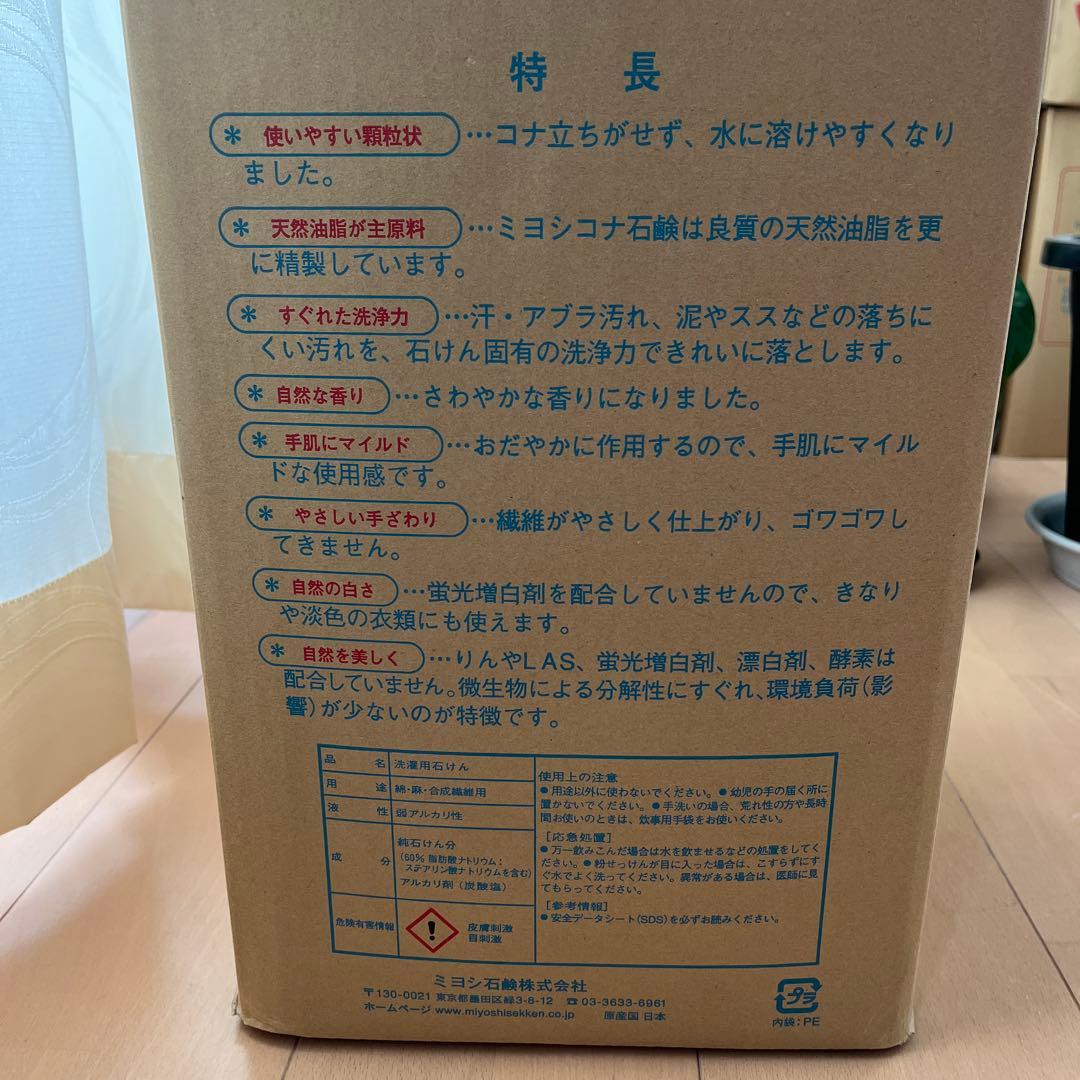 特　長
* 使いやすい顆粒状 …コナ立ちがせず、水に溶けやすくなり
ました。
* 天然油脂が主原料 …ミヨシコナ石鹸は良質の天然油脂を更
に精製しています。
* すぐれた洗浄力 …汗・アブラ汚れ、泥やススなどの落ちに
くい汚れを、石けん固有の洗浄力できれいに落とします。
* 自然な香り …さわやかな香りになりました。
* 手肌にマイルド …おだやかに作用するので、手肌にマイル
ドな使用感です。
* やさしい手ざわり …繊維がやさしく仕上がり、ゴワゴワし
てきません。
* 自然の白さ …蛍光増白剤を配合していませんので、きなり
や淡色の衣類にも使えます。
* 自然を美しく …りんやLAS、蛍光増白剤、漂白剤、酵素は
配合していません。微生物による分解性にすぐれ、環境負荷(影
響)が少ないのが特徴です。
品名 洗濯用石けん
用途 綿・麻・合成繊維用
液性 弱アルカリ性
成分 純石けん分
(60% 脂肪酸ナトリウム:
ステアリン酸ナトリウムを含む)
アルカリ剤(炭酸塩)
危険有害情報 皮膚刺激
目刺激
使用上の注意
●用途以外に使わないでください。●幼児の手の届く所に
置かないでください。●手洗いの場合、荒れ性の方や長時
間お使いのときは、炊事用手袋をお使いください。
[応急処置]
●万一飲みこんだ場合は水を飲ませるなどの処置をしてく
ださい。●粉せっけんが目に入った場合は、こすらずにす
ぐ水でよく洗ってください。異常がある場合は、医師に見
てもらってください。
[参考情報]
●安全データシート(SDS)を必ずお読みください。
ミヨシ石鹸株式会社
〒130-0021 東京都墨田区緑3-8-12 ☎03-3633-6961
ホームページ www.miyoshisekken.co.jp 原産国 日本
プラ
内袋:PE